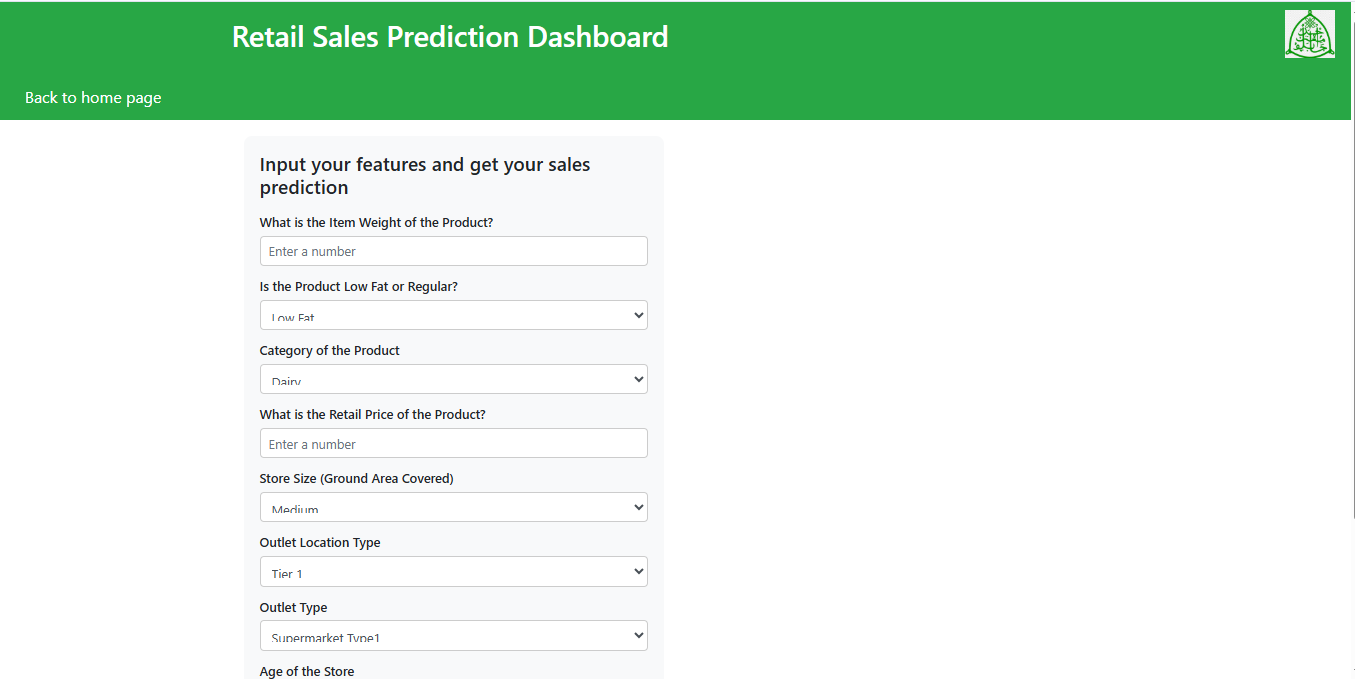 Retail Sales Prediction Dashboard
Back to home page
Input your features and get your sales
prediction
What is the Item Weight of the Product?
Enter a number
Is the Product Low Fat or Regular?
Low Fat
Category of the Product
Dairy
What is the Retail Price of the Product?
Enter a number
Store Size (Ground Area Covered)
Medium
Outlet Location Type
Tier 1
Outlet Type
Supermarket Type1
Age of the Store